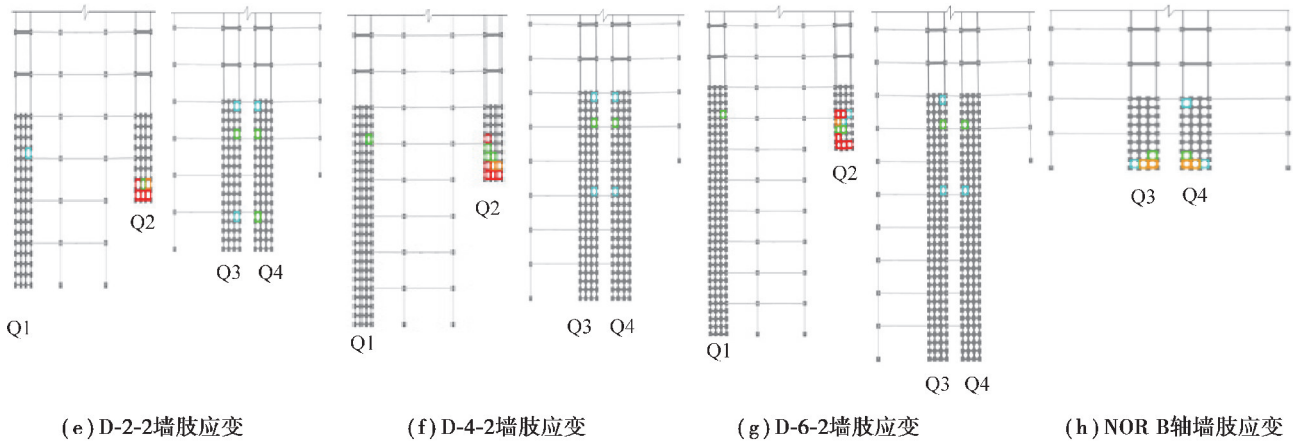 Q1
Q2
Q3 Q4
Q1
Q2
Q3 Q4
Q1
Q2
Q3 Q4
Q3 Q4
(e) D-2-2墙肢应变
(f) D-4-2墙肢应变
(g) D-6-2墙肢应变
(h) NOR B轴墙肢应变